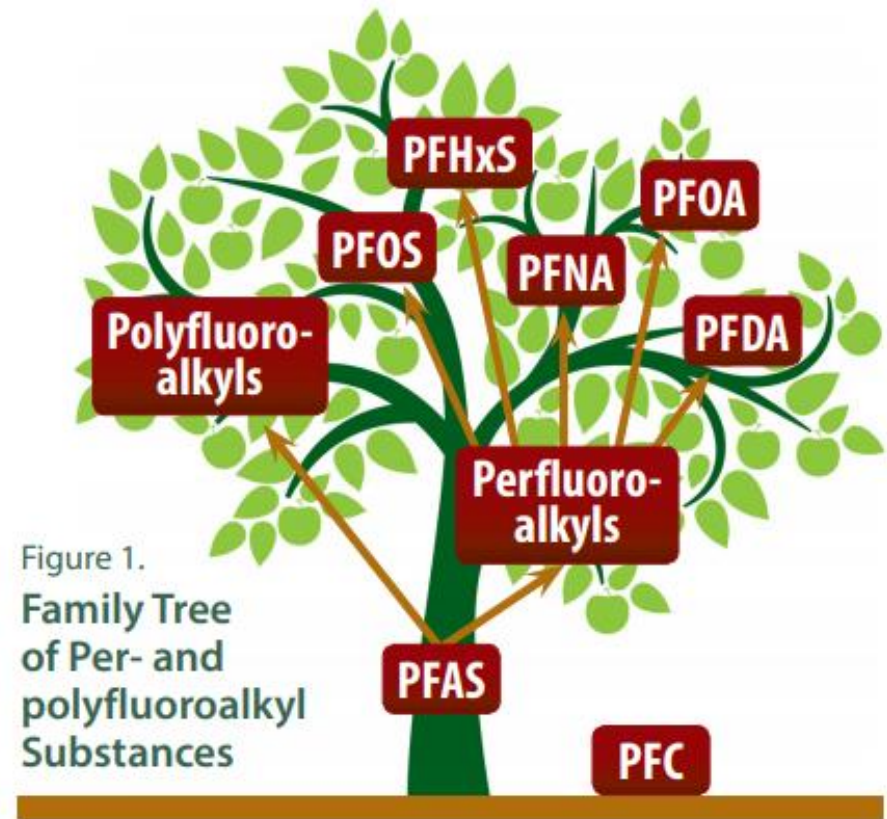 PFHxS
PFOA
PFOS
PFNA
Polyfluoro-
alkyls
PFDA
Perfluoro-
alkyls
Figure 1.
Family Tree
of Per- and
polyfluoroalkyl
Substances
PFAS
PFC